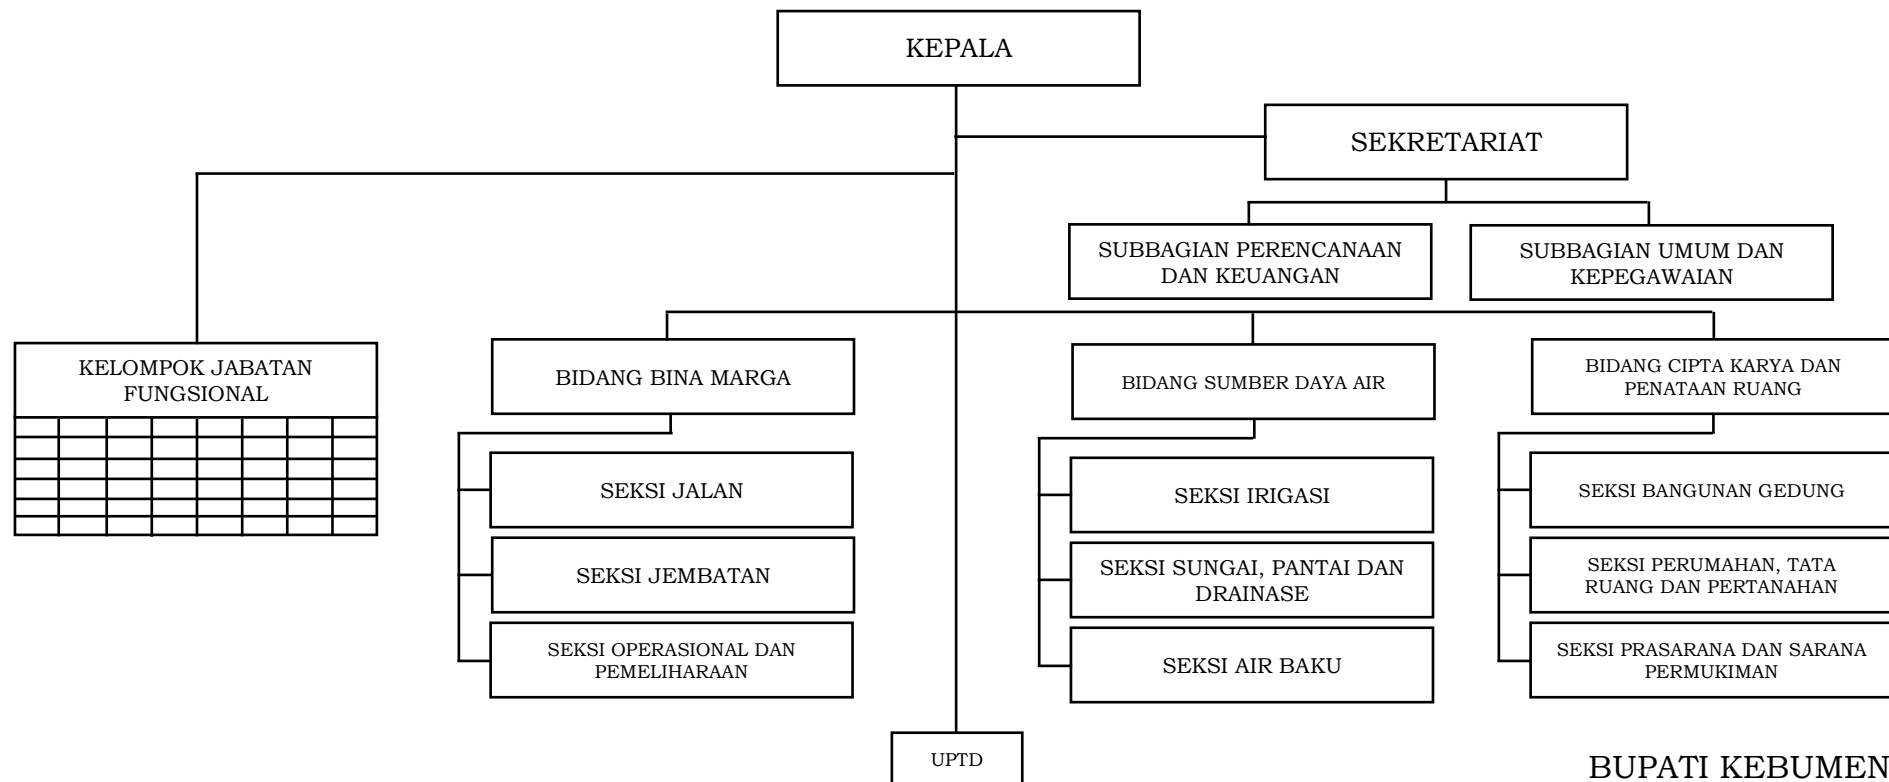 KEPALA
SEKRETARIAT
SUBBAGIAN PERENCANAAN
DAN KEUANGAN
SUBBAGIAN UMUM DAN
KEPEGAWAIAN
KELOMPOK JABATAN
FUNGSIONAL
BIDANG BINA MARGA
BIDANG SUMBER DAYA AIR
BIDANG CIPTA KARYA DAN
PENATAAN RUANG
SEKSI JALAN
SEKSI JEMBATAN
SEKSI OPERASIONAL DAN
PEMELIHARAAN
SEKSI IRIGASI
SEKSI SUNGAI, PANTAI DAN
DRAINASE
SEKSI AIR BAKU
SEKSI BANGUNAN GEDUNG
SEKSI PERUMAHAN, TATA
RUANG DAN PERTANAHAN
SEKSI PRASARANA DAN SARANA
PERMUKIMAN
UPTD
BUPATI KEBUMEN